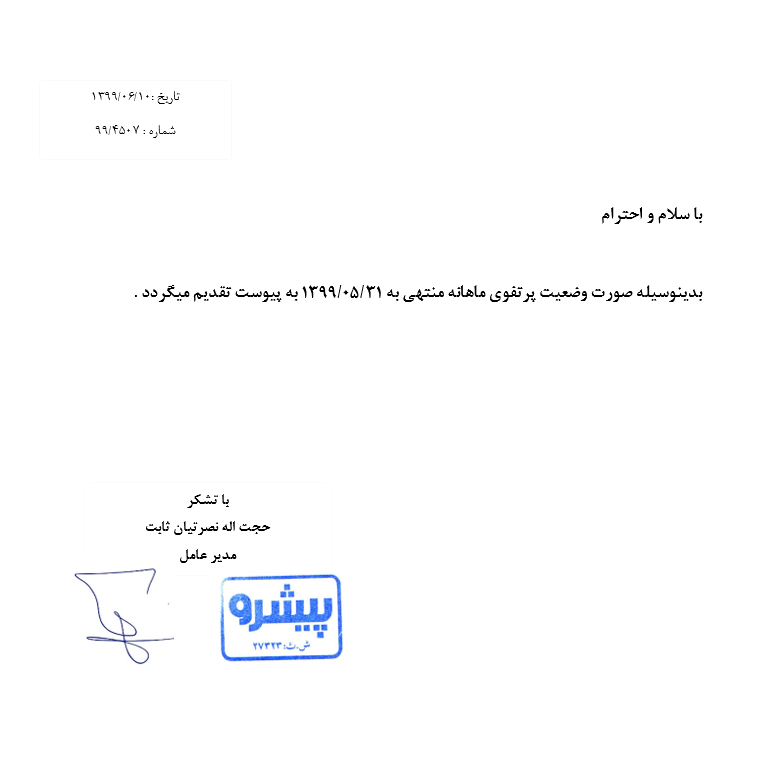 تاریخ :۱۳۹۹/۰۶/۱۰
شماره : ۹۹/۴۵۰۷
با سلام و احترام
بدینوسیله صورت وضعیت پرتفوی ماهانه منتهی به ۱۳۹۹/۰۵/۳۱ به پیوست تقدیم میگردد .
با تشکر
حجت اله نصرتیان ثابت
مدیر عامل
پیشرو
ش.ث: ۲۷۳۲۳